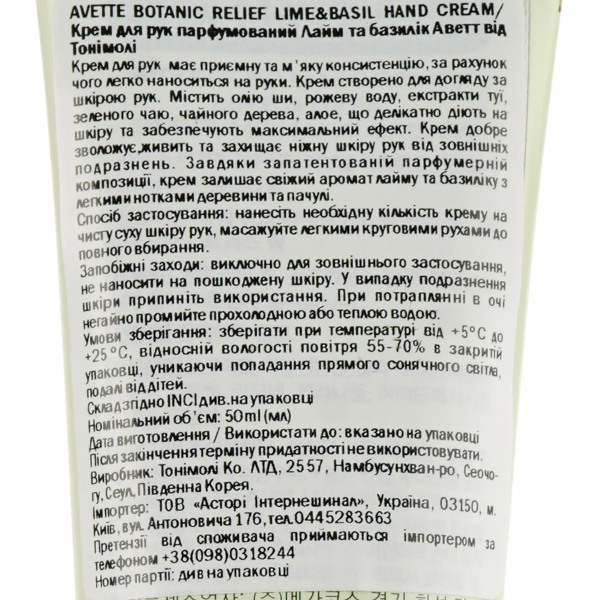 AVETTE BOTANIC RELIEF LIME&BASIL HAND CREAM/
Крем для рук парфумований Лайм та базилік Аветт від
Тонімолі
Крем для рук має приємну та м'яку консистенцію, за рахунок
чого легко наноситься на руки. Крем створено для догляду за
шкірою рук. Містить олію ши, рожеву воду, екстракти туї,
зеленого чаю, чайного дерева, алое, що делікатно діють на
шкіру та забезпечують максимальний ефект. Крем добре
зволожує,живить та захищає ніжну шкіру рук від зовнішніх
подразнень. Завдяки запатентованій парфумерній
композиції, крем залишає свіжий аромат лайму та базиліку з
легкими нотками деревини та пачулі.
Спосіб застосування: нанесіть необхідну кількість крему на
чисту суху шкіру рук, масажуйте легкими круговими рухами до
повного вбирання.
Запобіжні заходи: виключно для зовнішнього застосування,
не наносити на пошкоджену шкіру. У випадку подразнення
шкіри припиніть використання. При потраплянні в очі
негайно промийте прохолодною або теплою водою.
Умови зберігання: зберігати при температурі від +5°C до
+25°C, відносній вологості повітря 55-70% в закритій
упаковці, уникаючи попадання прямого сонячного світла,
подалі від дітей.
Склад згідно INCI див. на упаковці
Номінальний об'єм: 50ml (мл)
Дата виготовлення / Використати до: вказано на упаковці
Після закінчення терміну придатності не використовувати.
Виробник: Тонімолі Ко. ЛТД, 2557, Намбусунхван-ро, Сеочо-
гу, Сеул, Південна Корея.
Імпортер: ТОВ «Асторі Інтернешинал», Україна, 03150, м.
Київ, вул. Антоновича 176, тел.0445283663
Претензії від споживача приймаються імпортером за
телефоном +38(098)0318244
Номер партії: див на упаковці